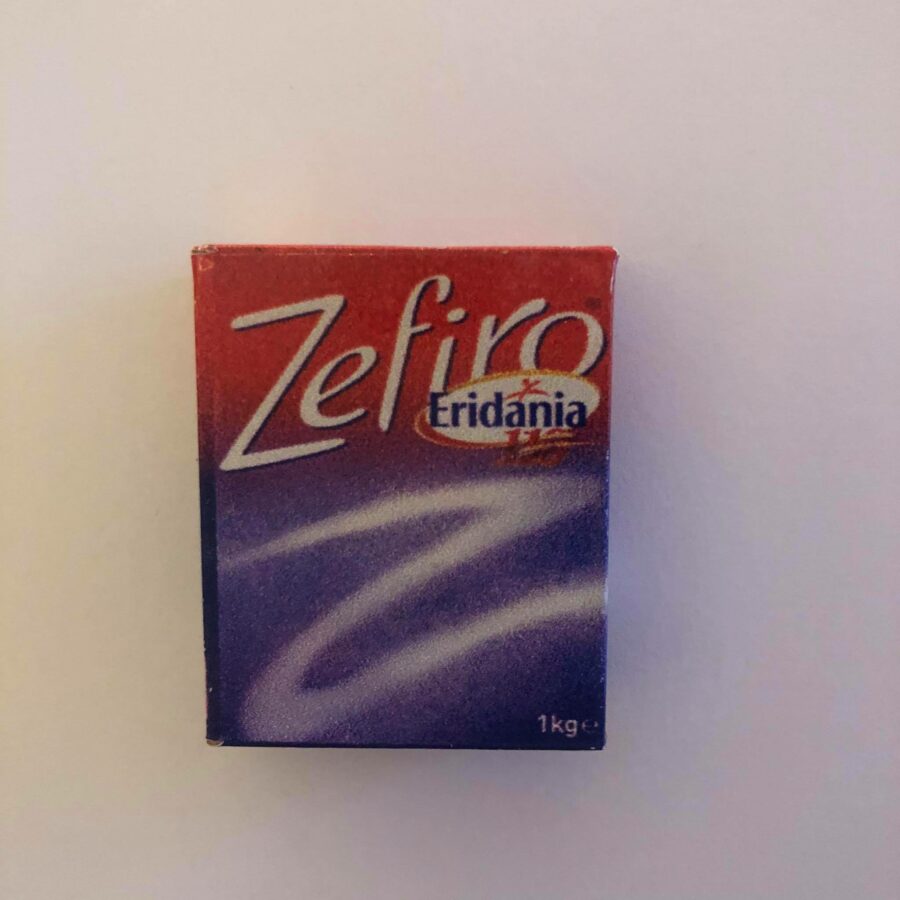 Zefiro
Eridania
1kg ℮